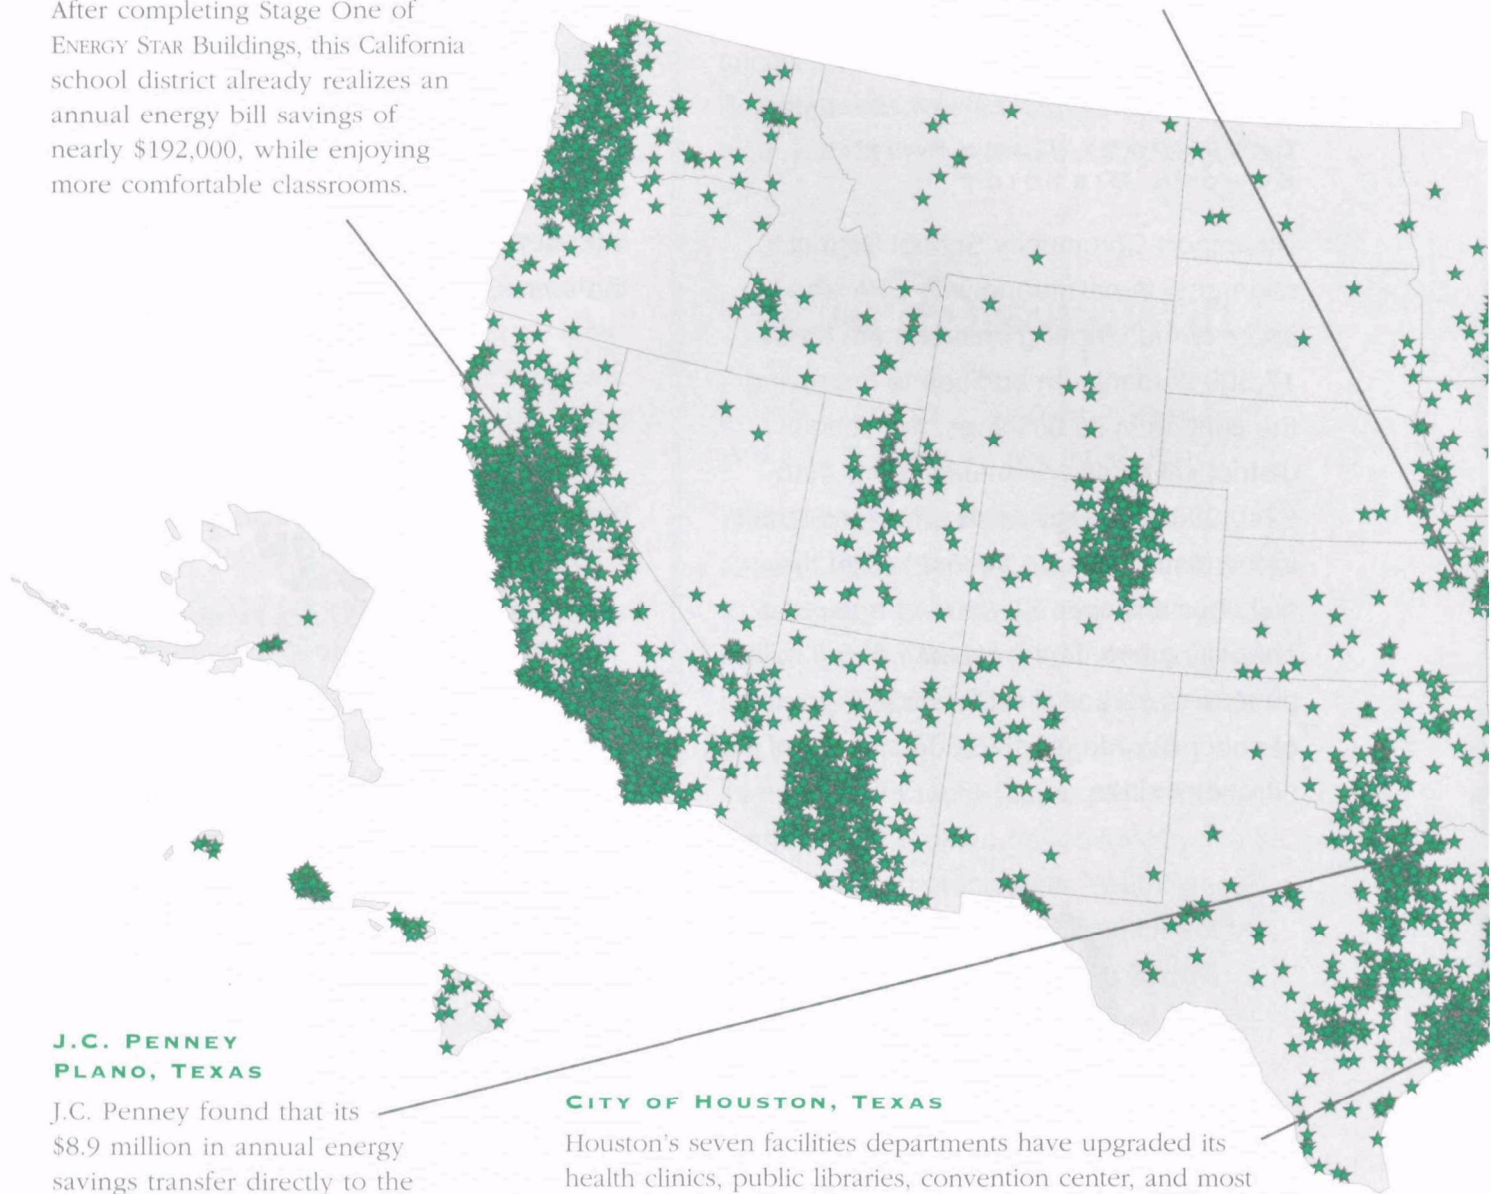 After completing Stage One of
ENERGY STAR Buildings, this California
school district already realizes an
annual energy bill savings of
nearly $192,000, while enjoying
more comfortable classrooms.
J.C. PENNEY
PLANO, TEXAS
J.C. Penney found that its
$8.9 million in annual energy
savings transfer directly to the
CITY OF HOUSTON, TEXAS
Houston's seven facilities departments have upgraded its
health clinics, public libraries, convention center, and most